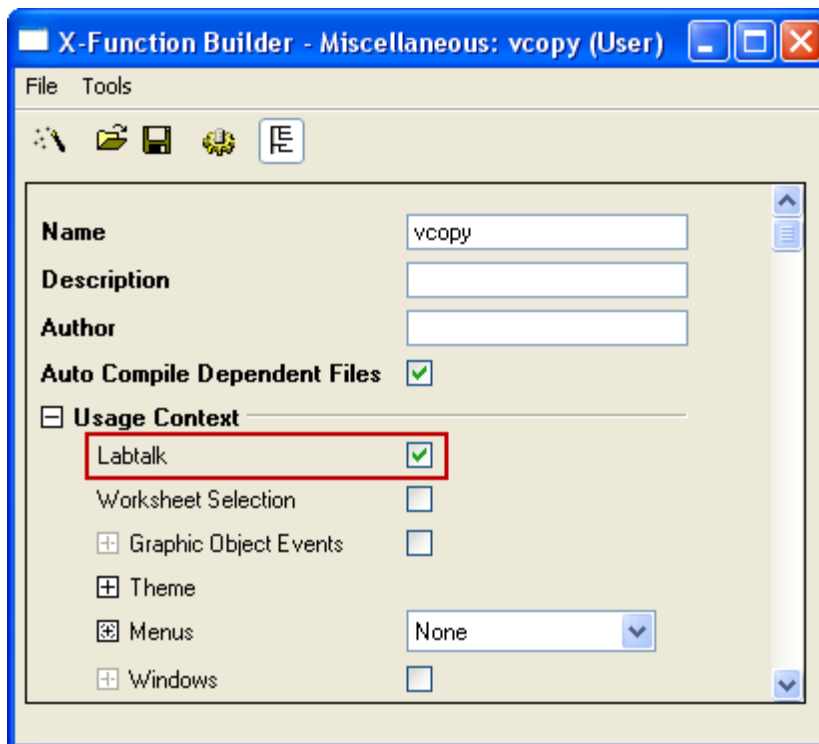 X-Function Builder - Miscellaneous: vcopy (User)
File Tools
Name vcopy
Description
Author
Auto Compile Dependent Files
Usage Context
Labtalk
Worksheet Selection
Graphic Object Events
Theme
Menus None
Windows